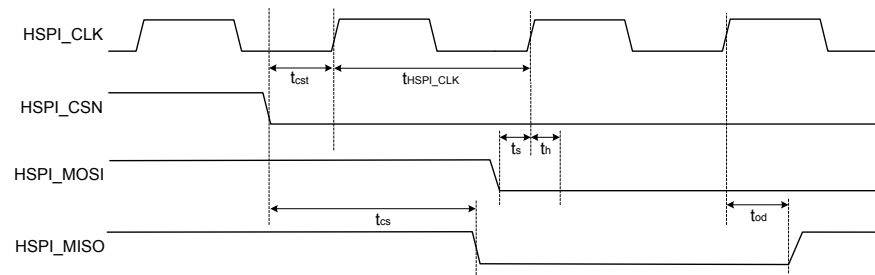 HSPI_CLK
tcst
tHSPI_CLK
HSPI_CSN
ts
th
HSPI_MOSI
tcs
tod
HSPI_MISO